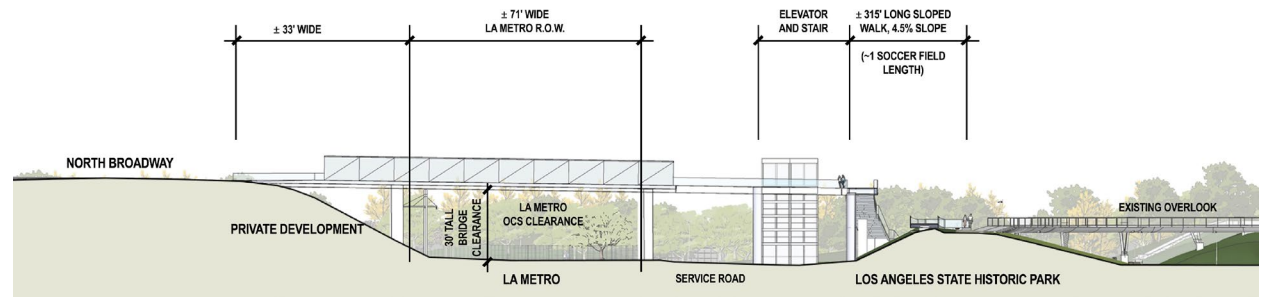 ± 33' WIDE
± 71' WIDE
LA METRO R.O.W.
ELEVATOR
AND STAIR
± 315' LONG SLOPED
WALK, 4.5% SLOPE
(~1 SOCCER FIELD
LENGTH)
NORTH BROADWAY
PRIVATE DEVELOPMENT
30' TALL
BRIDGE
CLEARANCE
LA METRO
OCS CLEARANCE
EXISTING OVERLOOK
LA METRO
SERVICE ROAD
LOS ANGELES STATE HISTORIC PARK